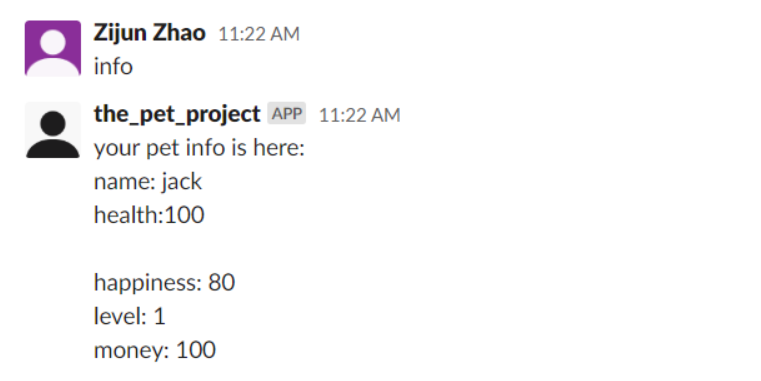 Zijun Zhao 11:22 AM
info
the_pet_project APP 11:22 AM
your pet info is here:
name: jack
health:100
happiness: 80
level: 1
money: 100